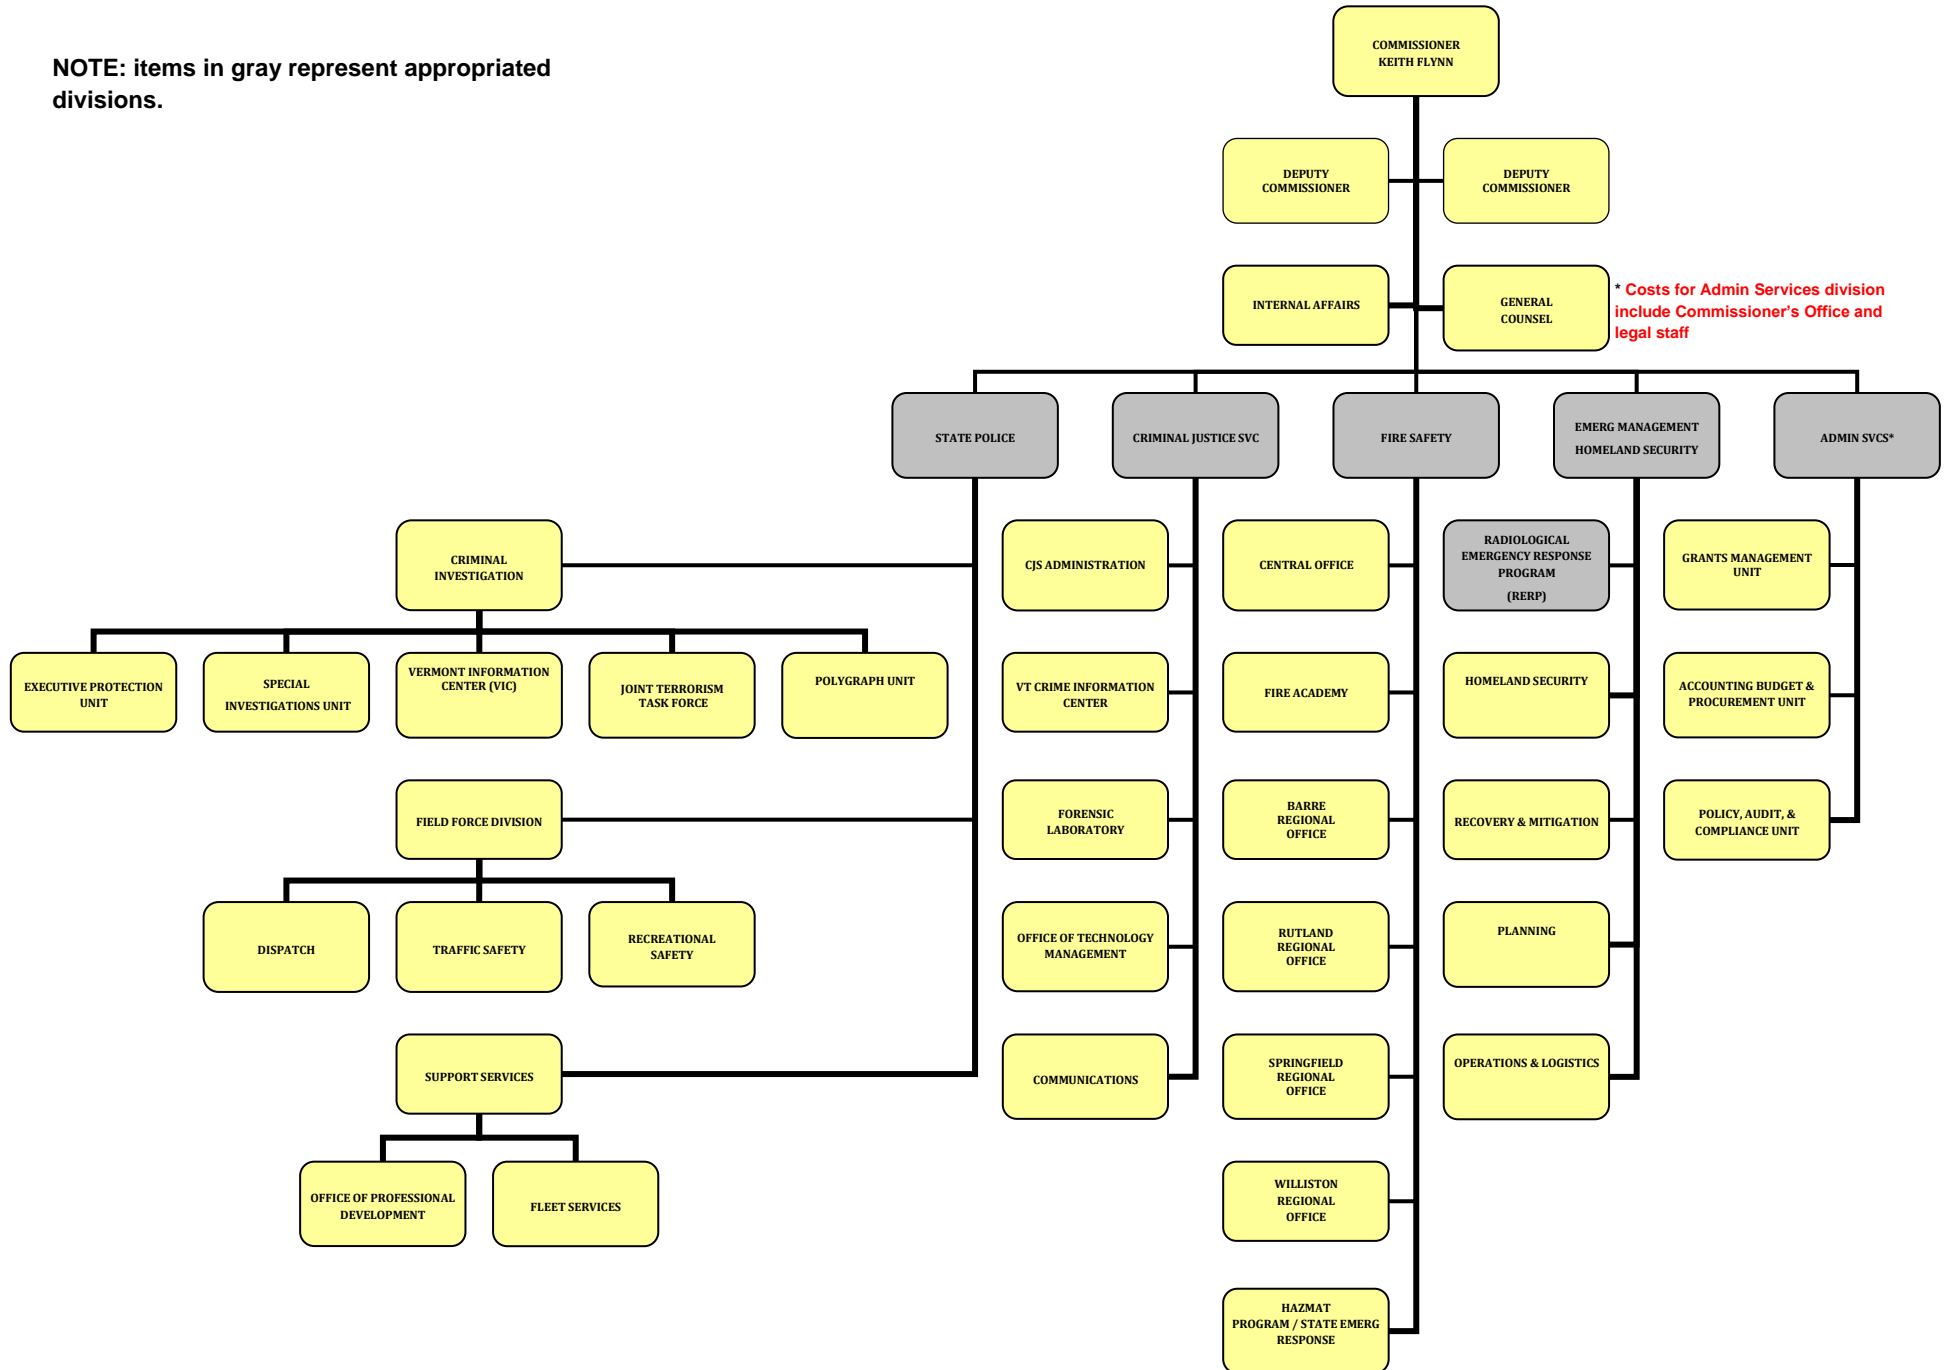 NOTE: items in gray represent appropriated
divisions.
COMMISSIONER
KEITH FLYNN
DEPUTY
COMMISSIONER
DEPUTY
COMMISSIONER
INTERNAL AFFAIRS
GENERAL
COUNSEL
* Costs for Admin Services division
include Commissioner’s Office and
legal staff
STATE POLICE
CRIMINAL JUSTICE SVC
FIRE SAFETY
EMERG MANAGEMENT
HOMELAND SECURITY
ADMIN SVCS*
CRIMINAL
INVESTIGATION
CJS ADMINISTRATION
CENTRAL OFFICE
RADIOLOGICAL
EMERGENCY RESPONSE
PROGRAM
(RERP)
GRANTS MANAGEMENT
UNIT
EXECUTIVE PROTECTION
UNIT
SPECIAL
INVESTIGATIONS UNIT
VERMONT INFORMATION
CENTER (VIC)
JOINT TERRORISM
TASK FORCE
POLYGRAPH UNIT
VT CRIME INFORMATION
CENTER
FIRE ACADEMY
HOMELAND SECURITY
ACCOUNTING BUDGET &
PROCUREMENT UNIT
FIELD FORCE DIVISION
FORENSIC
LABORATORY
BARRE
REGIONAL
OFFICE
RECOVERY & MITIGATION
POLICY, AUDIT, &
COMPLIANCE UNIT
DISPATCH
TRAFFIC SAFETY
RECREATIONAL
SAFETY
OFFICE OF TECHNOLOGY
MANAGEMENT
RUTLAND
REGIONAL
OFFICE
PLANNING
SUPPORT SERVICES
COMMUNICATIONS
SPRINGFIELD
REGIONAL
OFFICE
OPERATIONS & LOGISTICS
OFFICE OF PROFESSIONAL
DEVELOPMENT
FLEET SERVICES
WILLISTON
REGIONAL
OFFICE
HAZMAT
PROGRAM / STATE EMERG
RESPONSE